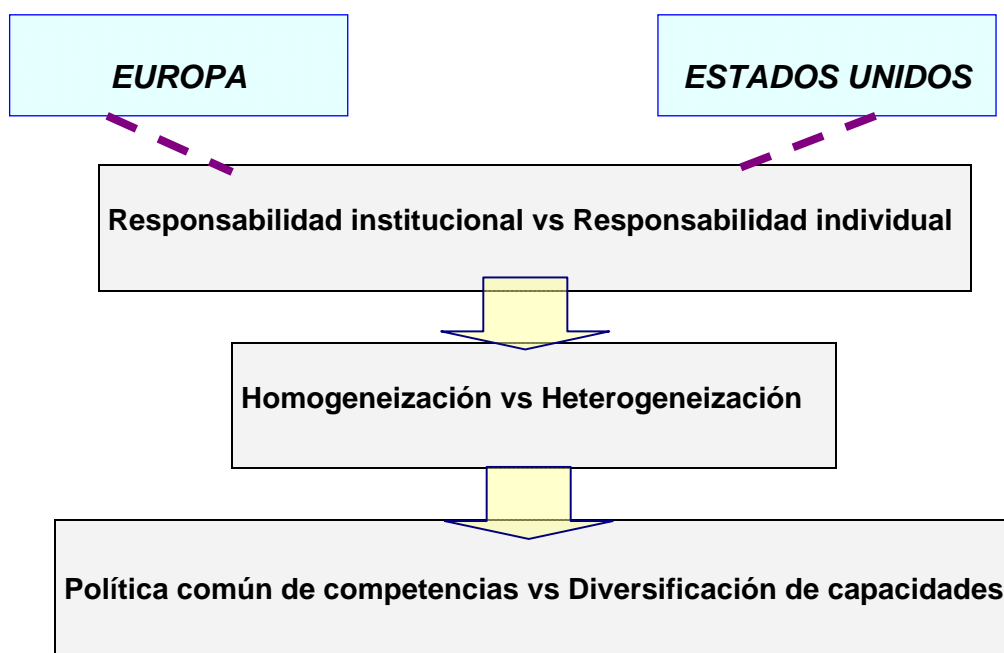 EUROPA
ESTADOS UNIDOS
Responsabilidad institucional vs Responsabilidad individual
Homogeneización vs Heterogeneización
Política común de competencias vs Diversificación de capacidades